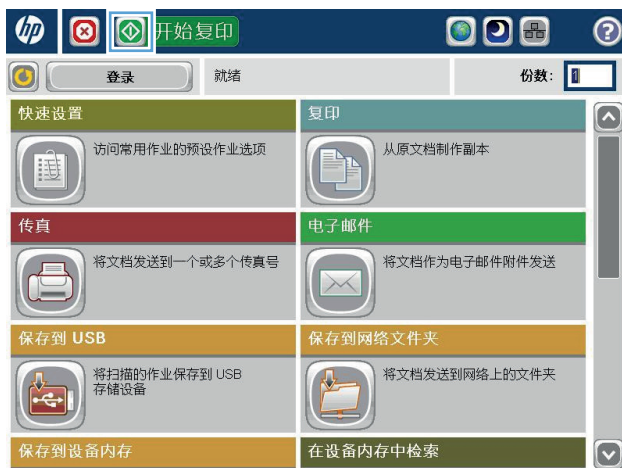 hp 开始复印 ?
登录 就绪 份数: 1
快速设置 复印
访问常用作业的预设作业选项 从原文档制作副本
传真 电子邮件
将文档发送到一个或多个传真号 将文档作为电子邮件附件发送
保存到 USB 保存到网络文件夹
将扫描的作业保存到 USB 将文档发送到网络上的文件夹
存储设备
保存到设备内存 在设备内存中检索